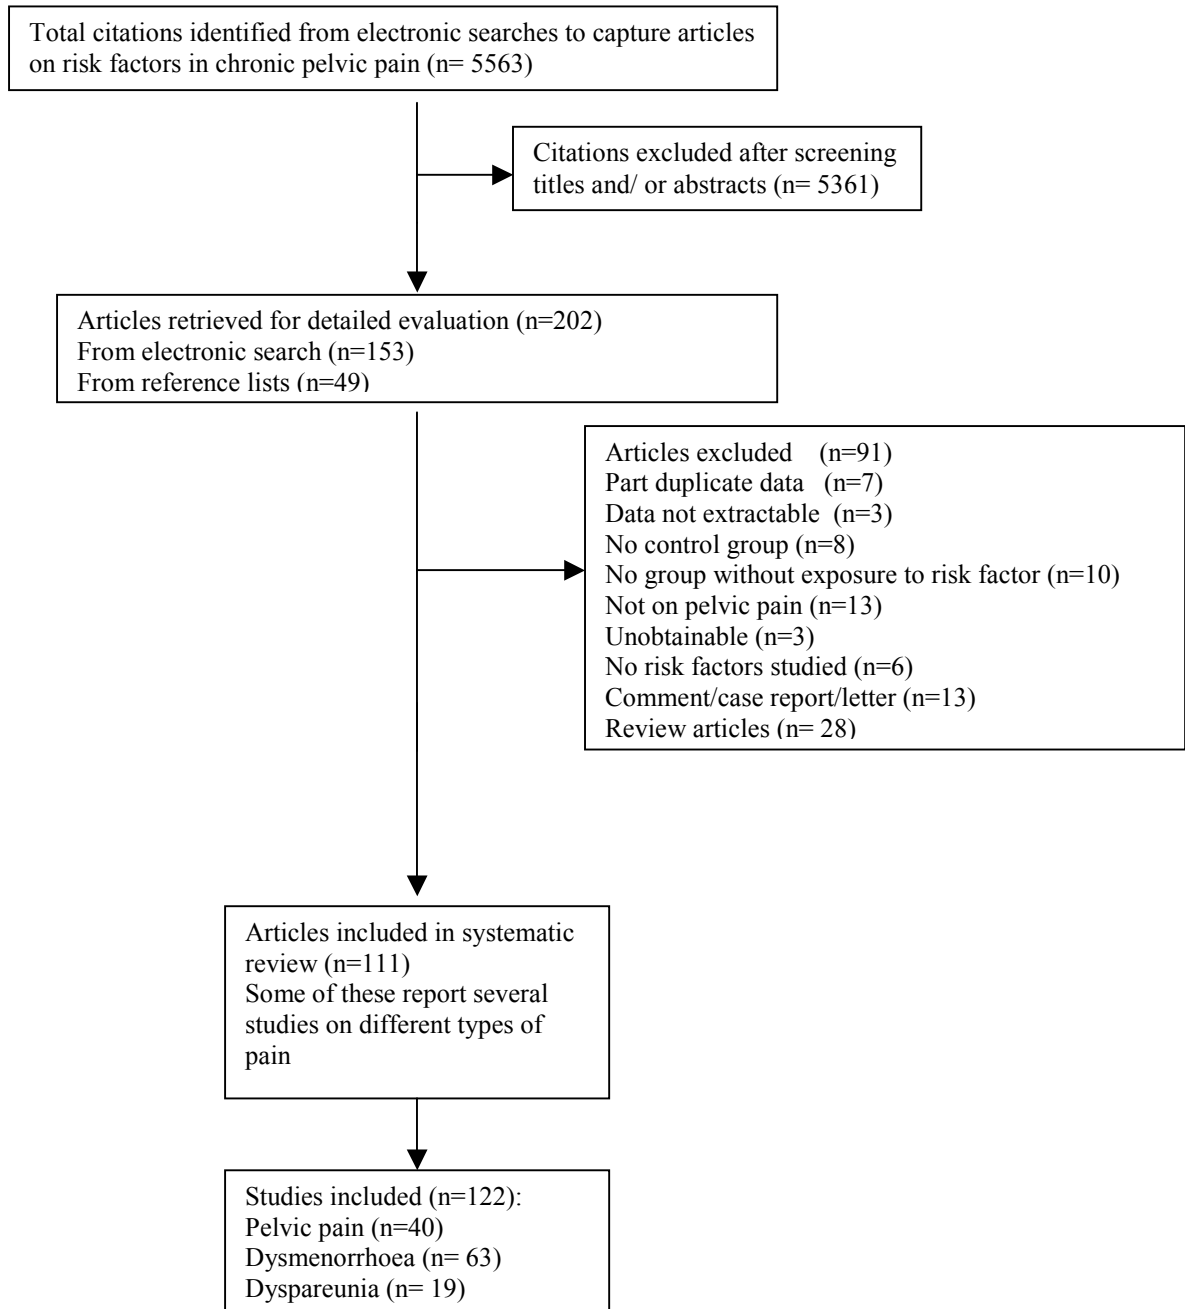 Total citations identified from electronic searches to capture articles
on risk factors in chronic pelvic pain (n= 5563)
Citations excluded after screening
titles and/ or abstracts (n= 5361)
Articles retrieved for detailed evaluation (n=202)
From electronic search (n=153)
From reference lists (n=49)
Articles excluded (n=91)
Part duplicate data (n=7)
Data not extractable (n=3)
No control group (n=8)
No group without exposure to risk factor (n=10)
Not on pelvic pain (n=13)
Unobtainable (n=3)
No risk factors studied (n=6)
Comment/case report/letter (n=13)
Review articles (n= 28)
Articles included in systematic
review (n=111)
Some of these report several
studies on different types of
pain
Studies included (n=122):
Pelvic pain (n=40)
Dysmenorrhoea (n= 63)
Dyspareunia (n= 19)